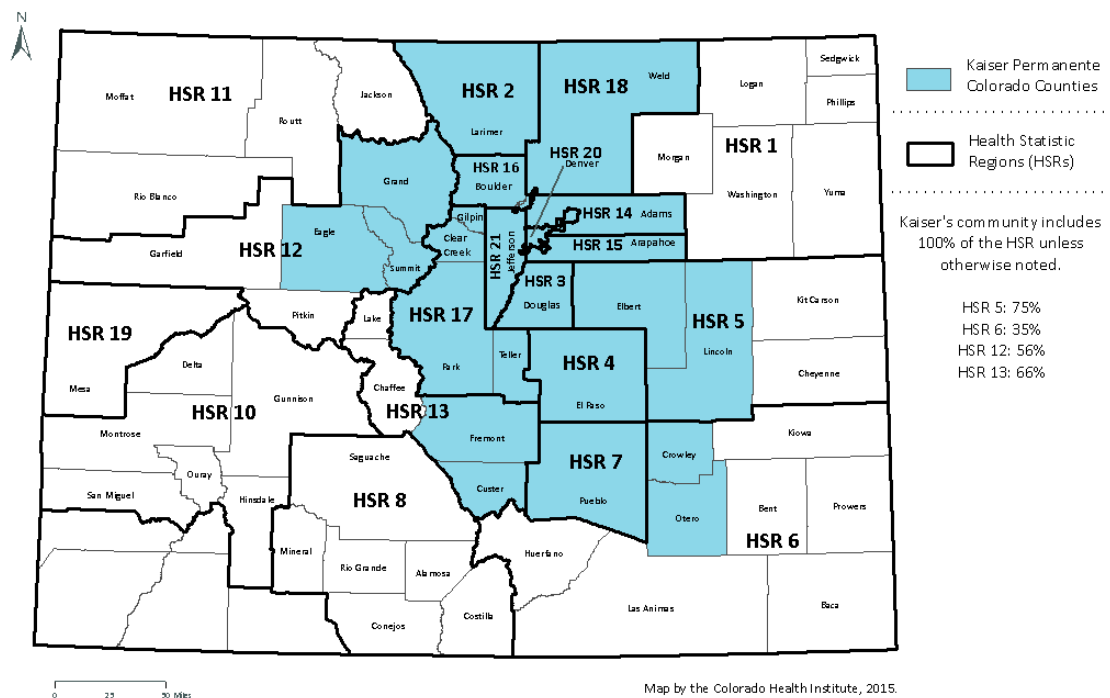 N
HSR 11
Moffat
Routt
Jackson
Rio Blanco
HSR 2
Larimer
HSR 18
Weld
Logan
Sedgwick
Phillips
HSR 1
Morgan
Washington
Yuma
HSR 16
Boulder
HSR 20
Denver
Grand
Gilpin
Clear
Creek
HSR 21
Jefferson
HSR 14
Adams
HSR 15
Arapahoe
HSR 12
Eagle
Summit
Garfield
Pitkin
Lake
HSR 3
Douglas
Elbert
HSR 5
Lincoln
Kit Carson
Cheyenne
HSR 17
Park
Teller
HSR 4
El Paso
HSR 19
Mesa
Delta
HSR 10
Gunnison
Montrose
Ouray
San Miguel
Hinsdale
Chaffee
HSR 13
Fremont
Custer
HSR 7
Pueblo
Crowley
Otero
Kiowa
Bent
Prowers
HSR 6
Saguache
HSR 8
Mineral
Rio Grande
Alamosa
Conejos
Costilla
Huerfano
Las Animas
Baca
Kaiser Permanente
Colorado Counties
Health Statistic
Regions (HSRs)
Kaiser's community includes
100% of the HSR unless
otherwise noted.
HSR 5: 75%
HSR 6: 35%
HSR 12: 56%
HSR 13: 66%
0 25 50 Miles
Map by the Colorado Health Institute, 2015.